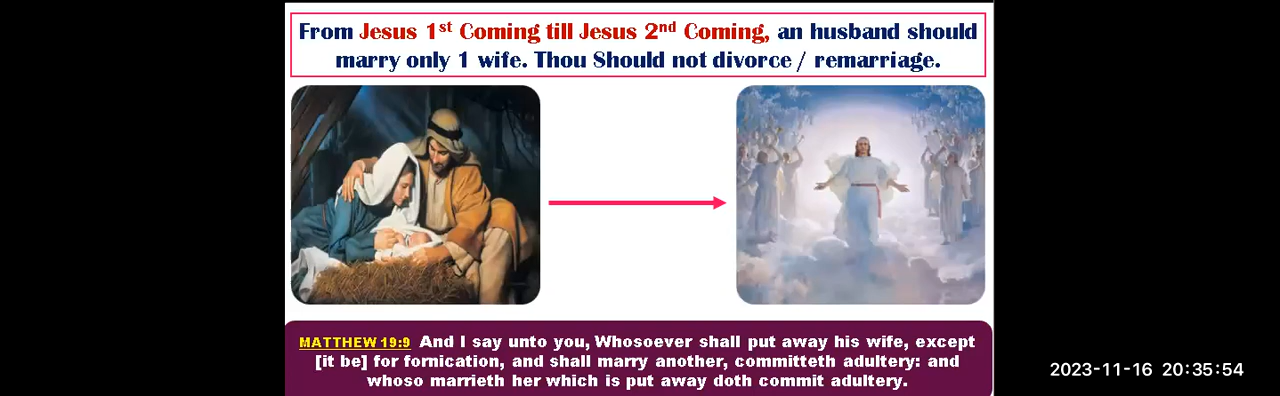 From Jesus 1st Coming till Jesus 2nd Coming, an husband should
marry only 1 wife. Thou Should not divorce / remarriage.
MATTHEW 19:9 And I say unto you, Whosoever shall put away his wife, except
[it be] for fornication, and shall marry another, committeth adultery: and
whoso marrieth her which is put away doth commit adultery.
2023-11-16 20:35:54